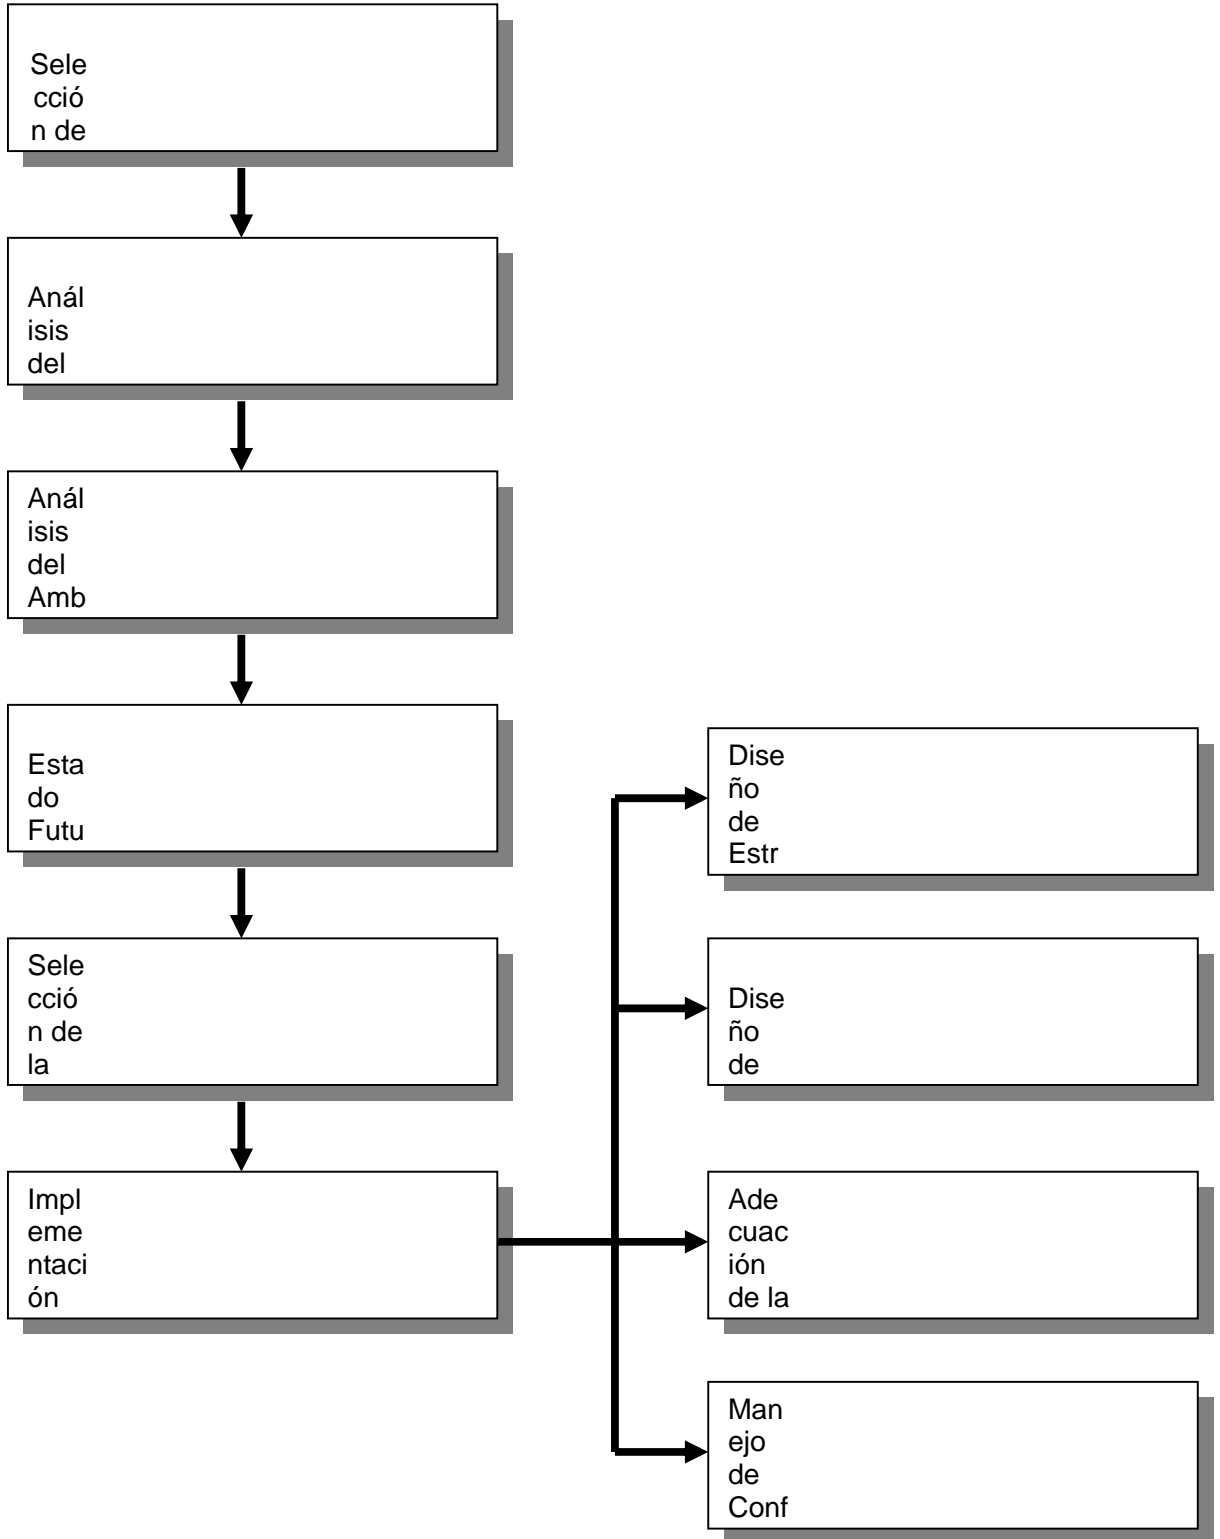 Sele
cció
n de
Anál
isis
del
Anál
isis
del
Amb
Esta
do
Futu
Sele
cció
n de
la
Impl
eme
ntaci
ón
Dise
ño
de
Estr
Dise
ño
de
Ade
cuac
ión
de la
Man
ejo
de
Conf